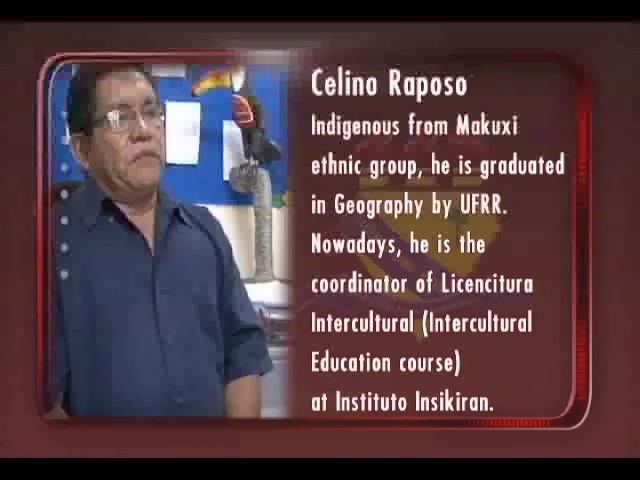 Celino Raposo
Indigenous from Makuxi
ethnic group, he is graduated
in Geography by UFRR.
Nowadays, he is the
coordinator of Licencitura
Intercultural (Intercultural
Education course)
at Instituto Insikiran.